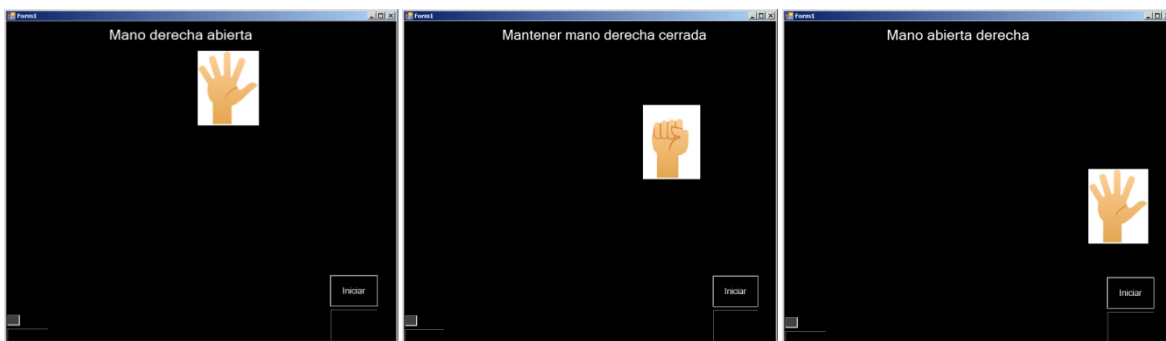 Form1
Mano derecha abierta
Iniciar
Form1
Mantener mano derecha cerrada
Iniciar
Form1
Mano abierta derecha
Iniciar